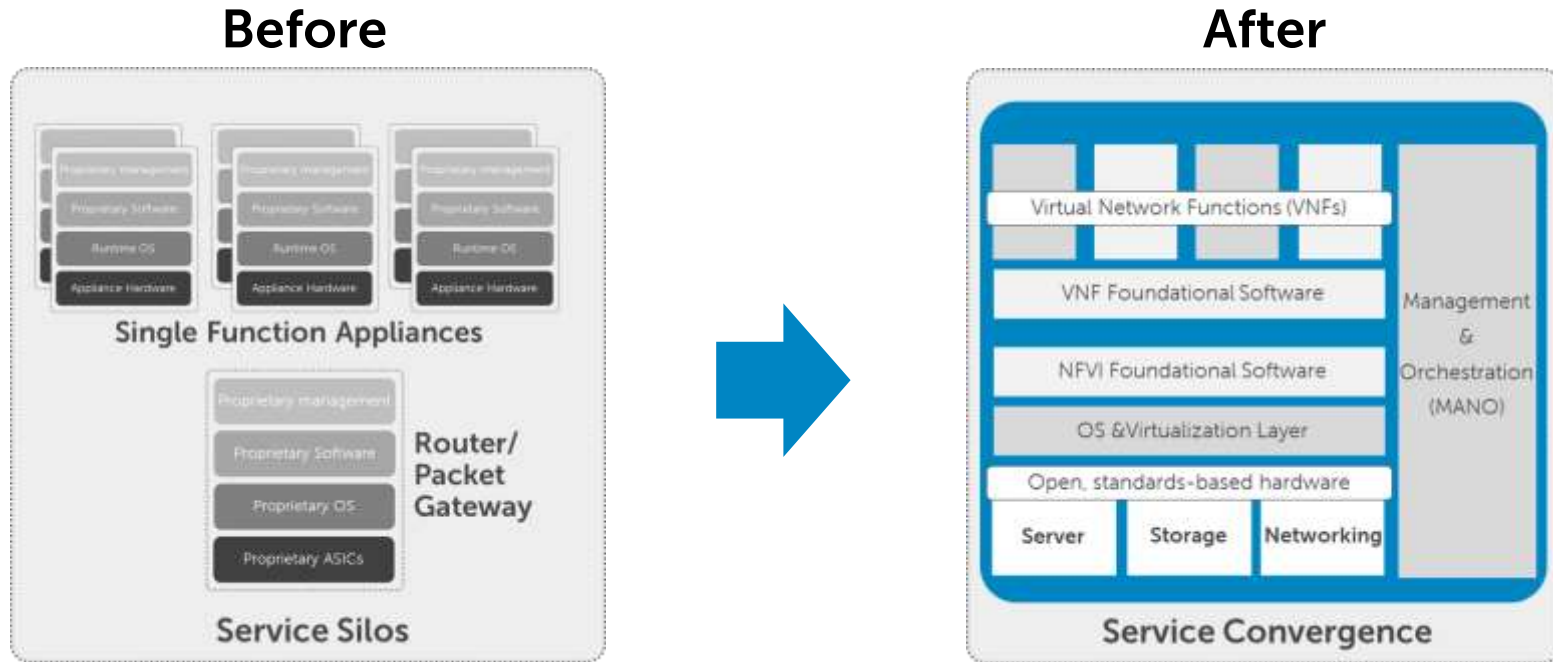 Before
Proprietary management
Proprietary Software
Runtime OS
Appliance Hardware
Proprietary management
Proprietary Software
Runtime OS
Appliance Hardware
Proprietary management
Proprietary Software
Runtime OS
Appliance Hardware
Single Function Appliances
Proprietary management
Proprietary Software
Proprietary OS
Proprietary ASICs
Router/
Packet
Gateway
Service Silos
After
Virtual Network Functions (VNFs)
VNF Foundational Software
NFVI Foundational Software
OS &Virtualization Layer
Open, standards-based hardware
Server
Storage
Networking
Management
&
Orchestration
(MANO)
Service Convergence